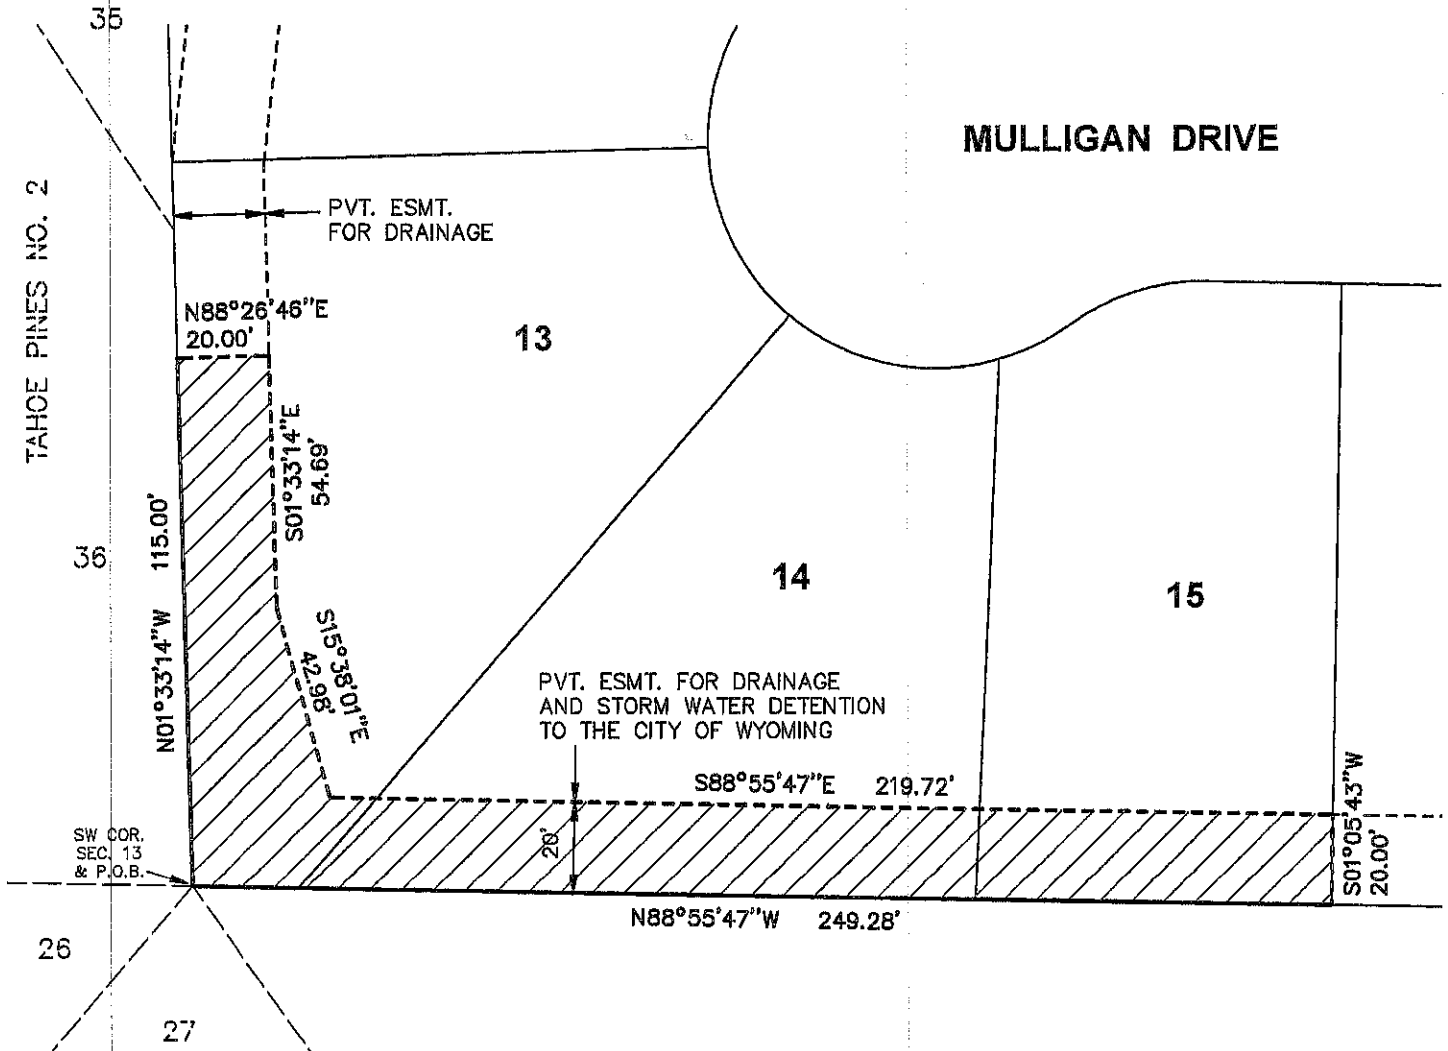 35
MULLIGAN DRIVE
TAHOE PINES NO. 2
PVT. ESMT.
FOR DRAINAGE
N88°26'46"E
20.00'
13
S01°33'14"E
54.69'
N01°33'14"W 115.00'
36
14
15
S15°38'01"E
42.98'
PVT. ESMT. FOR DRAINAGE
AND STORM WATER DETENTION
TO THE CITY OF WYOMING
S88°55'47"E 219.72'
20'
S01°05'43"W
20.00'
SW COR.
SEC. 13
& P.O.B.
N88°55'47"W 249.28'
26
27